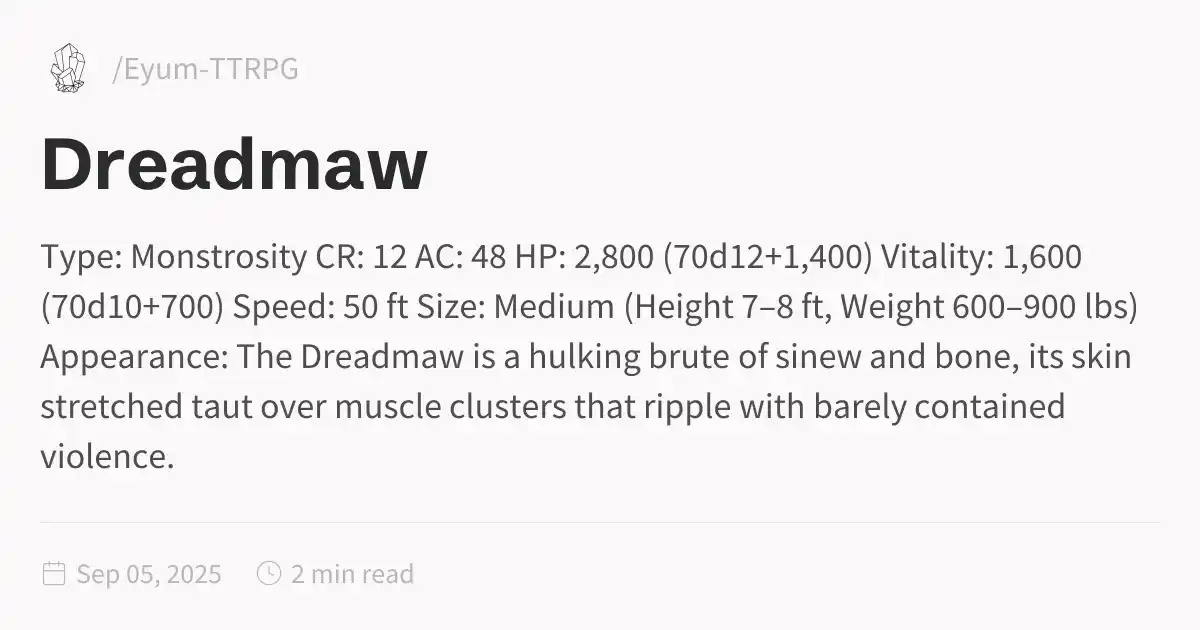 /Eyum-TTRPG
Dreadmaw
Type: Monstrosity CR: 12 AC: 48 HP: 2,800 (70d12+1,400) Vitality: 1,600
(70d10+700) Speed: 50 ft Size: Medium (Height 7–8 ft, Weight 600–900 lbs)
Appearance: The Dreadmaw is a hulking brute of sinew and bone, its skin
stretched taut over muscle clusters that ripple with barely contained
violence.
Sep 05, 2025 2 min read